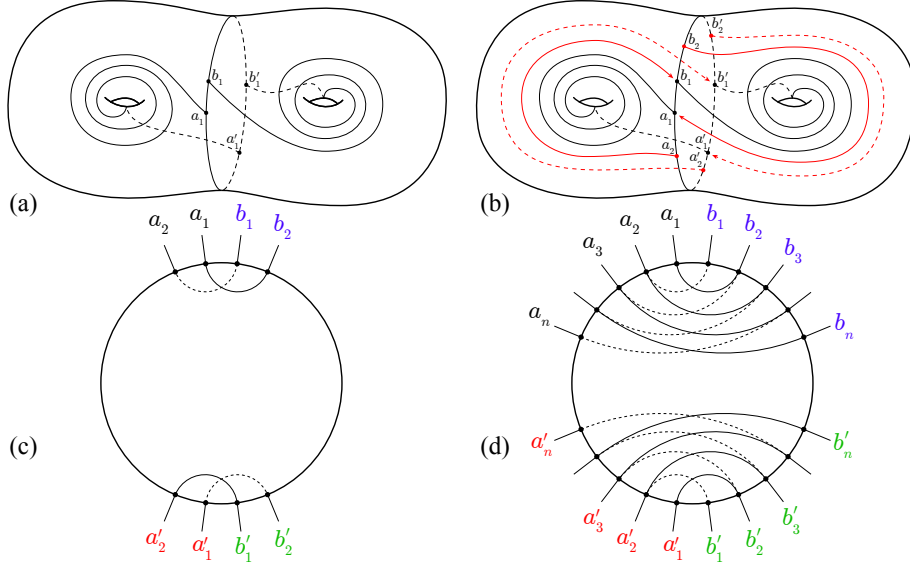 b₁ b′₁
a₁ a′₁
(a)
b′₂
b₂
b₁ b′₁
a₁ a′₁
a₂ a′₂
(b)
a₂ a₁ b₁ b₂
(c)
a′₂ a′₁ b′₁ b′₂
a₃ a₂ a₁ b₁ b₂ b₃
aₙ bₙ
(d)
a′ₙ b′ₙ
a′₃ a′₂ a′₁ b′₁ b′₂ b′₃